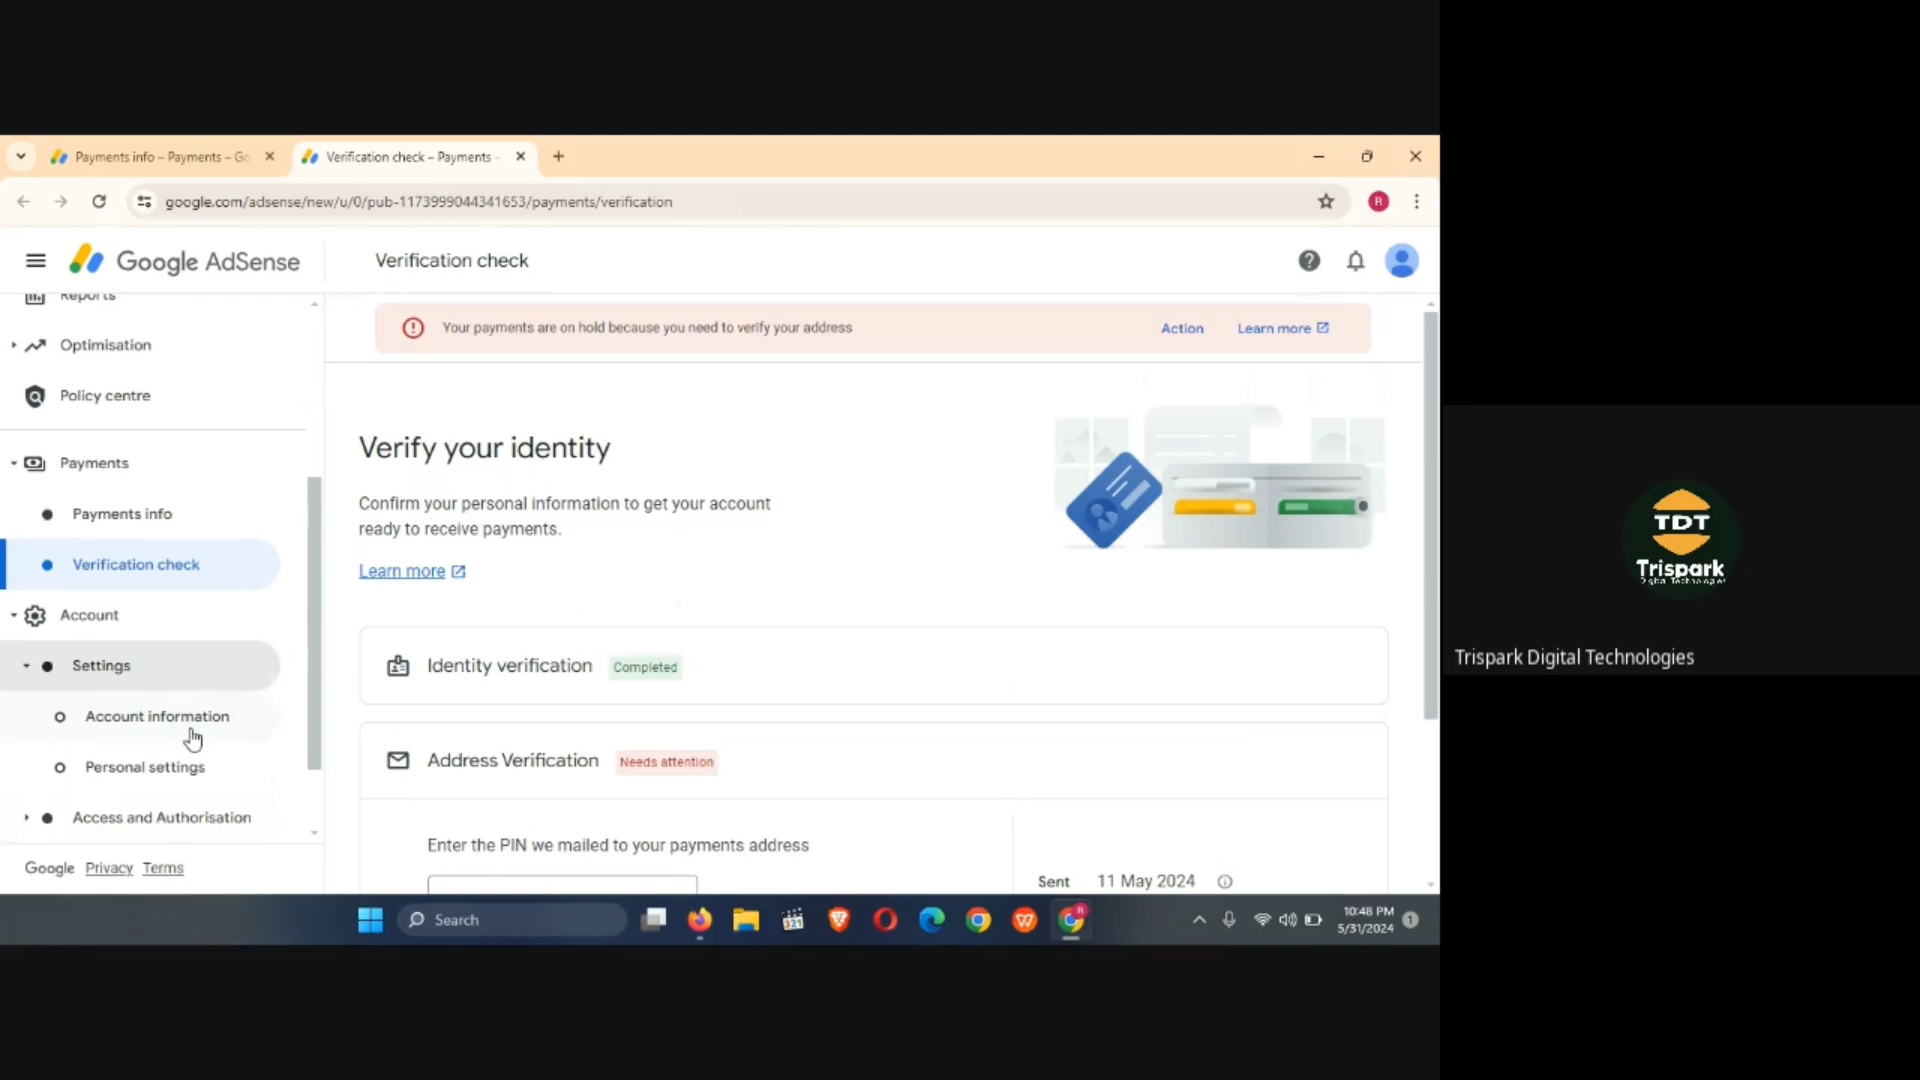 Payments info – Payments – Go
Verification check – Payments –
google.com/adsense/new/u/0/pub-1173999044341653/payments/verification
R
Google AdSense
Verification check
Reports
Optimisation
Policy centre
Payments
Payments info
Verification check
Account
Settings
Account information
Personal settings
Access and Authorisation
Google Privacy Terms
Your payments are on hold because you need to verify your address
Action
Learn more
Verify your identity
Confirm your personal information to get your account
ready to receive payments.
Learn more
Identity verification
Completed
Address Verification
Needs attention
Enter the PIN we mailed to your payments address
Sent 11 May 2024
Search
10:48 PM
5/31/2024
1
TDT
Trispark
Digital Technologies
Trispark Digital Technologies